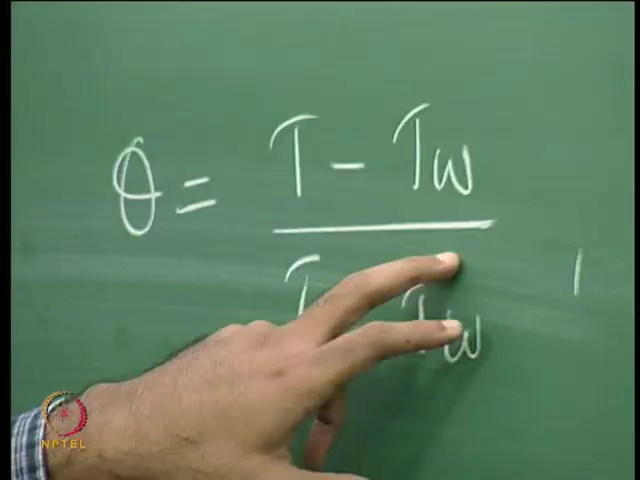 θ = T - Tw
T Tw
NPTEL